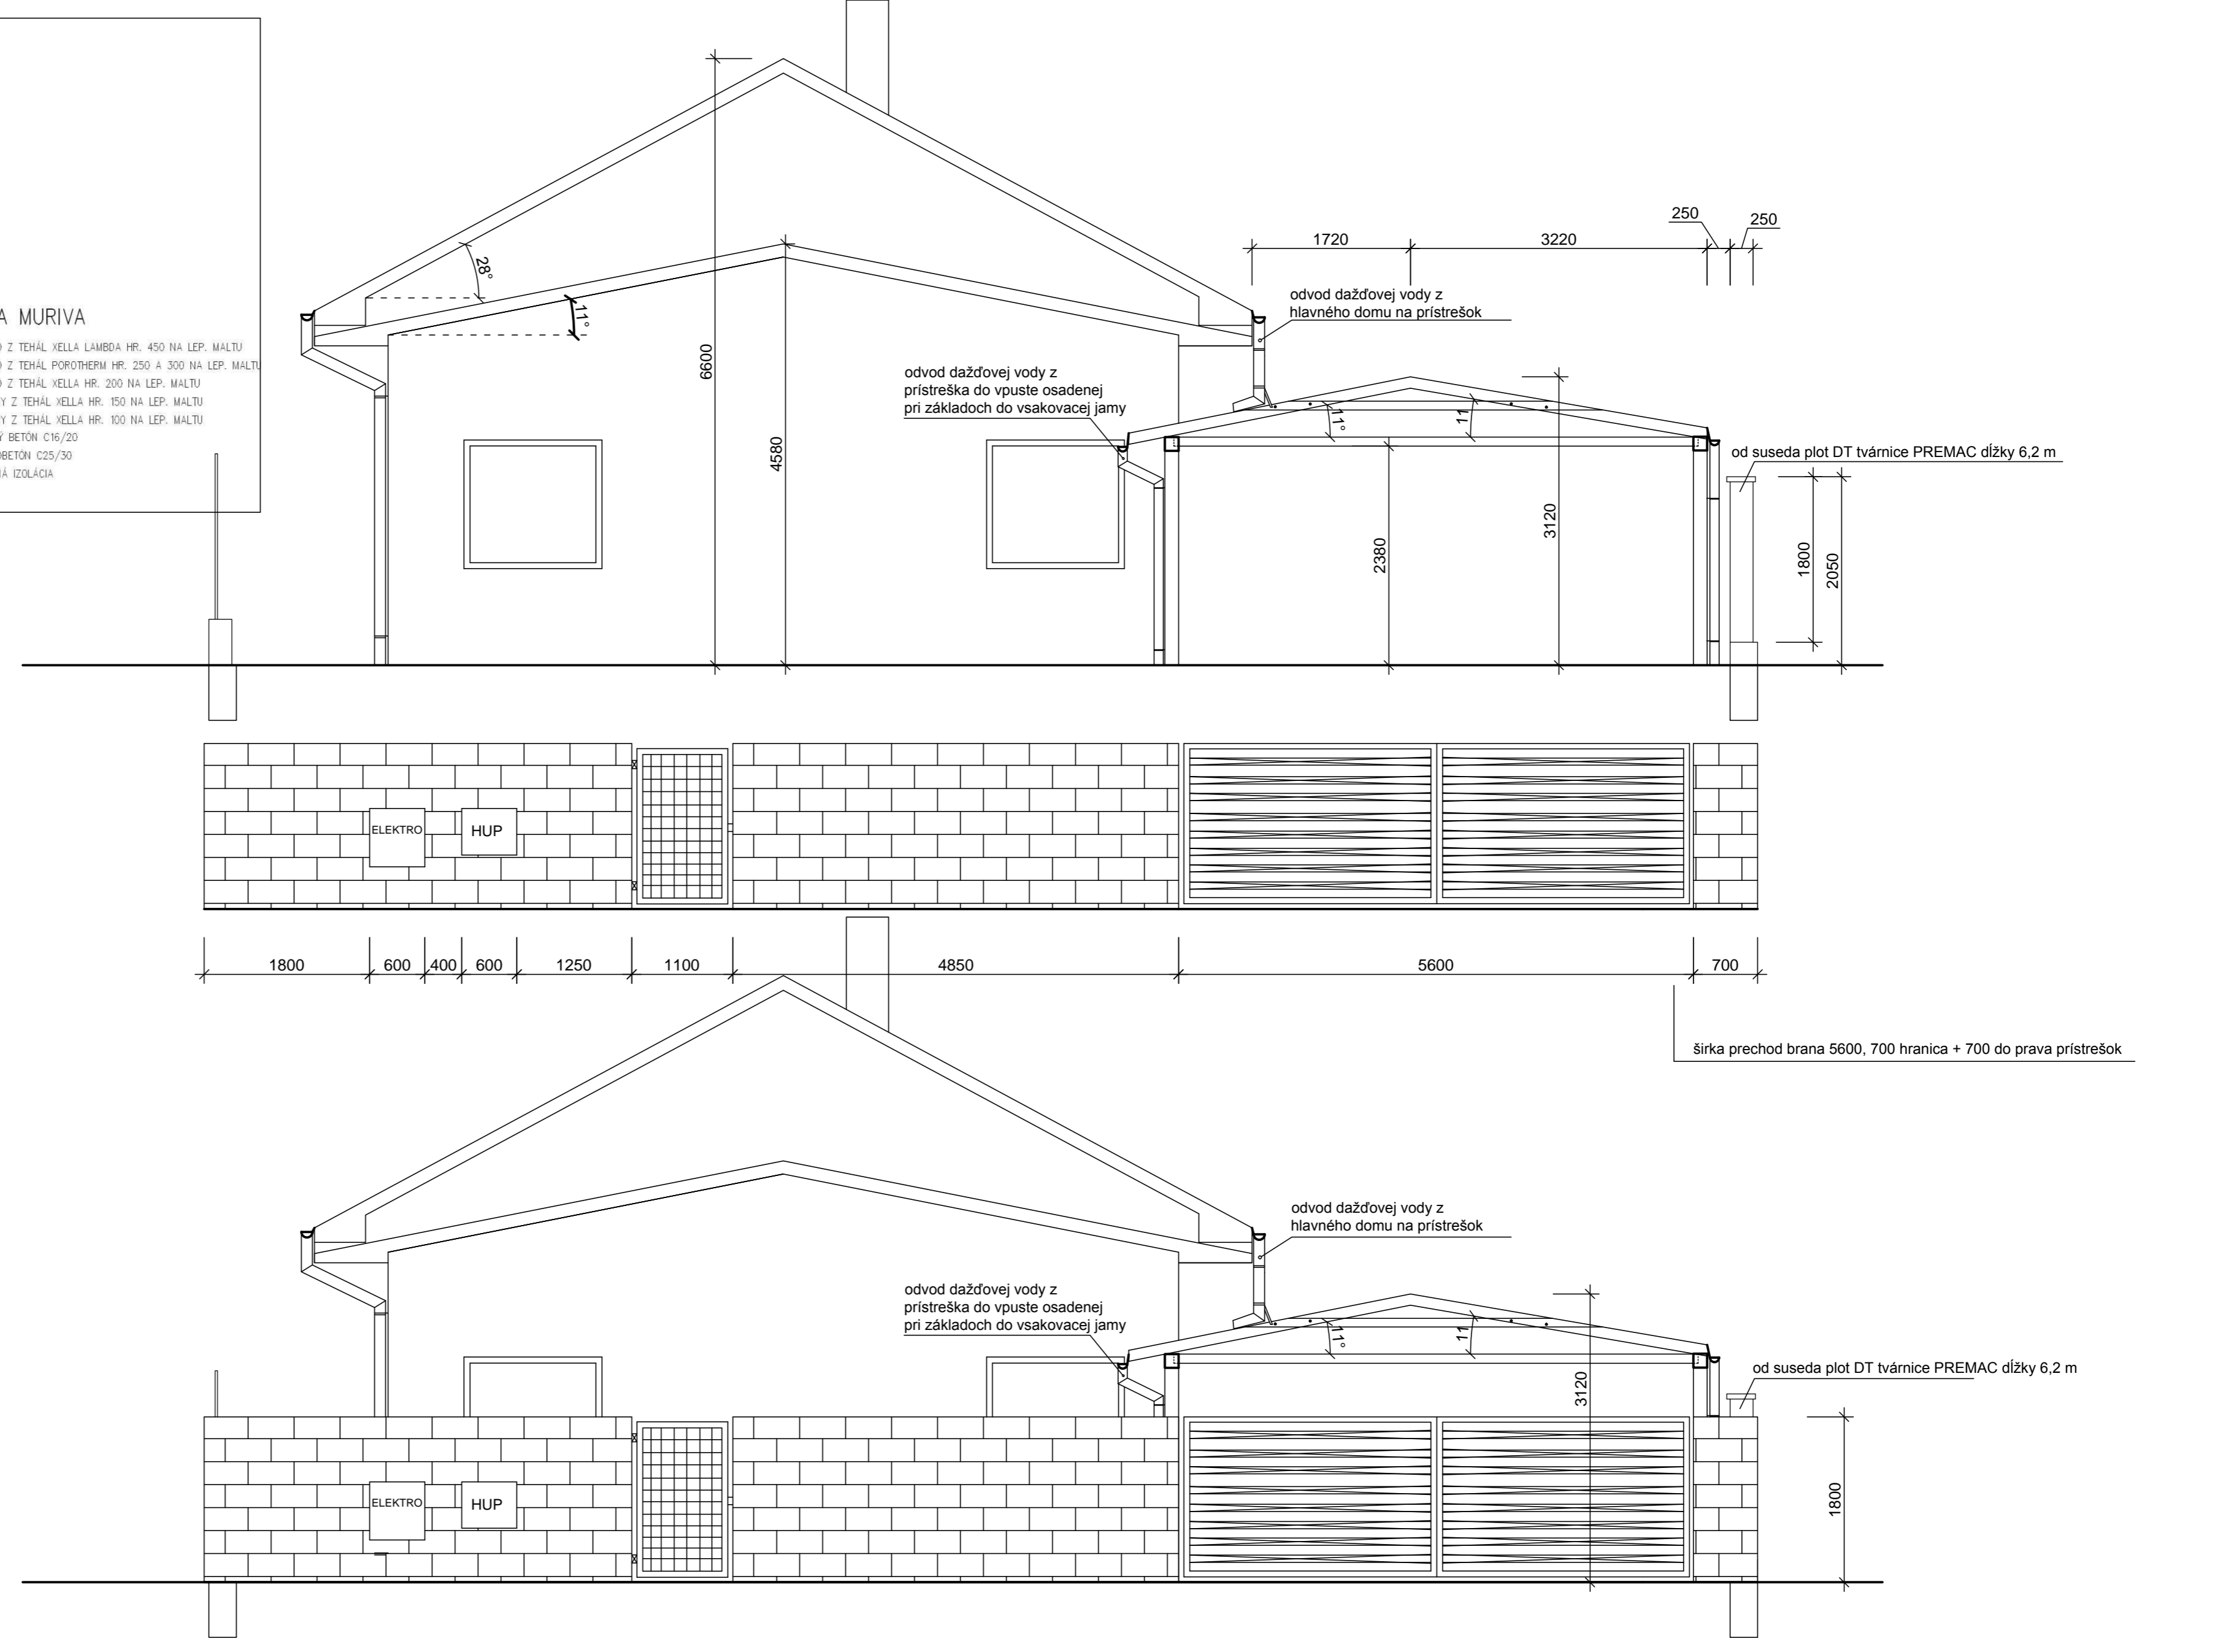 A MURIVA
Z TEHÁL XELLA LAMBDA HR. 450 NA LEP. MALTU
Z TEHÁL POROTHERM HR. 250 A 300 NA LEP. MALTU
Z TEHÁL XELLA HR. 200 NA LEP. MALTU
Y Z TEHÁL XELLA HR. 150 NA LEP. MALTU
Y Z TEHÁL XELLA HR. 100 NA LEP. MALTU
Ý BETÓN C16/20
OBETÓN C25/30
NÁ IZOLÁCIA
28°
11°
6600
4580
odvod dažďovej vody z
prístreška do vpuste osadenej
pri základoch do vsakovacej jamy
odvod dažďovej vody z
hlavného domu na prístrešok
1720
3220
250
250
11°
11
2380
3120
od suseda plot DT tvárnice PREMAC dĺžky 6,2 m
1800
2050
ELEKTRO
HUP
1800
600
400
600
1250
1100
4850
5600
700
širka prechod brana 5600, 700 hranica + 700 do prava prístrešok
odvod dažďovej vody z
hlavného domu na prístrešok
odvod dažďovej vody z
prístreška do vpuste osadenej
pri základoch do vsakovacej jamy
11°
11
3120
od suseda plot DT tvárnice PREMAC dĺžky 6,2 m
1800
ELEKTRO
HUP